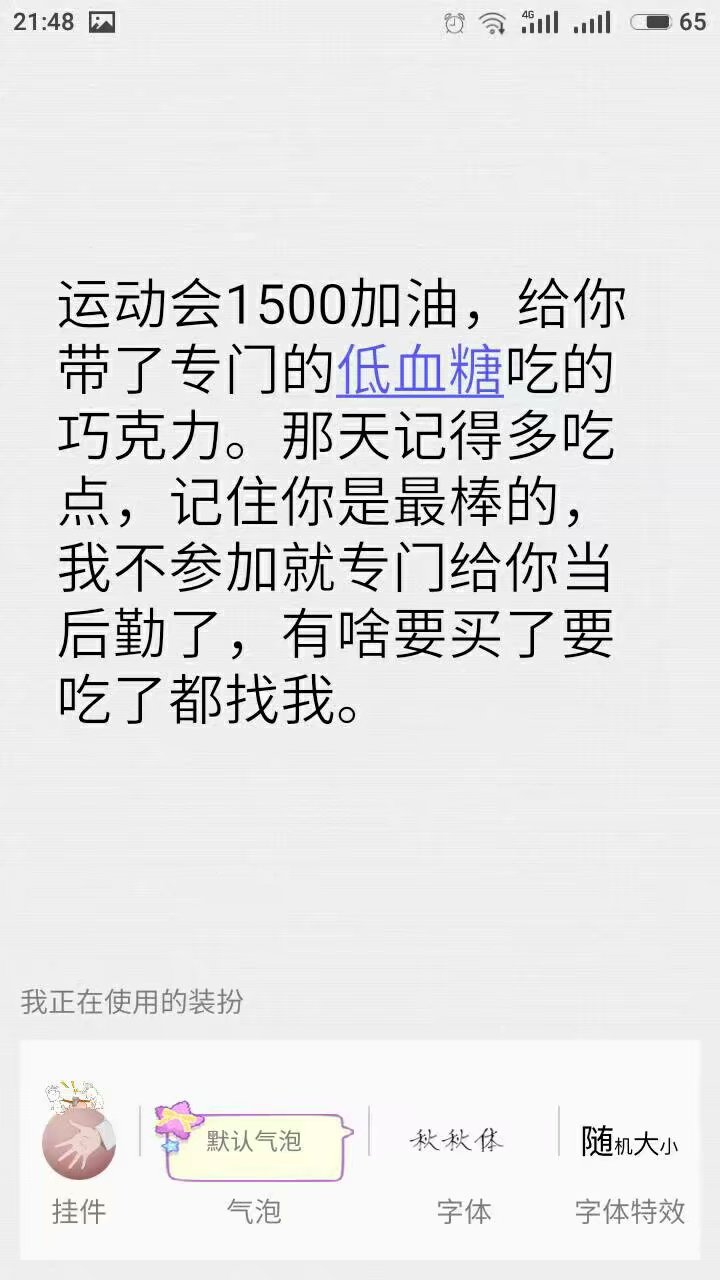 21:48 4G 65
运动会1500加油，给你
带了专门的低血糖吃的
巧克力。那天记得多吃
点，记住你是最棒的，
我不参加就专门给你当
后勤了，有啥要买了要
吃了都找我。
我正在使用的装扮
默认气泡 秋秋体 随机大小
挂件 气泡 字体 字体特效